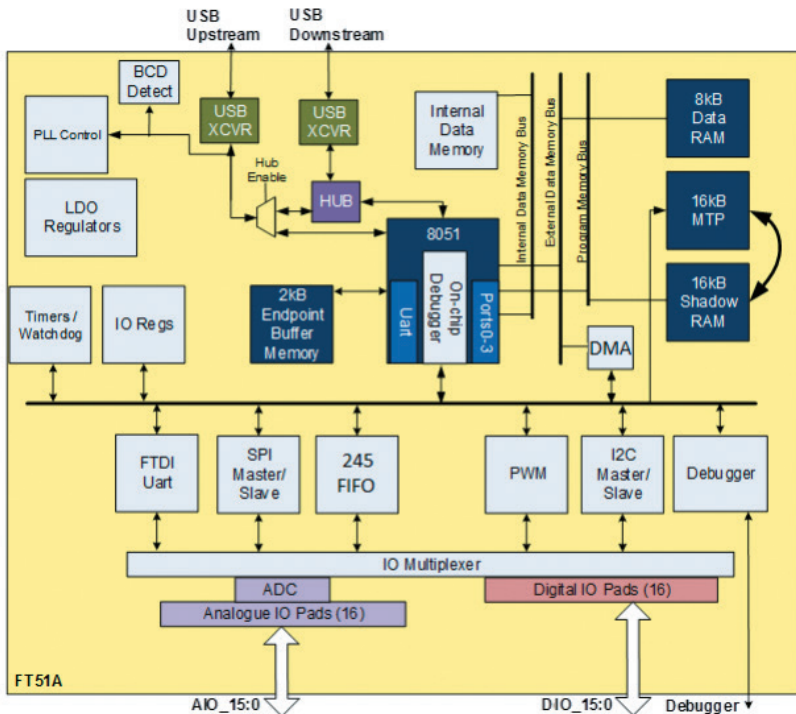 USB
Upstream
USB
Downstream
BCD
Detect
PLL Control
USB
XCVR
USB
XCVR
Internal
Data
Memory
8kB
Data
RAM
Hub
Enable
HUB
LDO
Regulators
Internal Data Memory Bus
External Data Memory Bus
Program Memory Bus
16kB
MTP
8051
On-chip
Debugger
Uart
Ports0-3
2kB
Endpoint
Buffer
Memory
16kB
Shadow
RAM
Timers /
Watchdog
IO Regs
DMA
FTDI
Uart
SPI
Master/
Slave
245
FIFO
PWM
I2C
Master/
Slave
Debugger
IO Multiplexer
ADC
Analogue IO Pads (16)
Digital IO Pads (16)
FT51A
AIO_15:0
DIO_15:0
Debugger